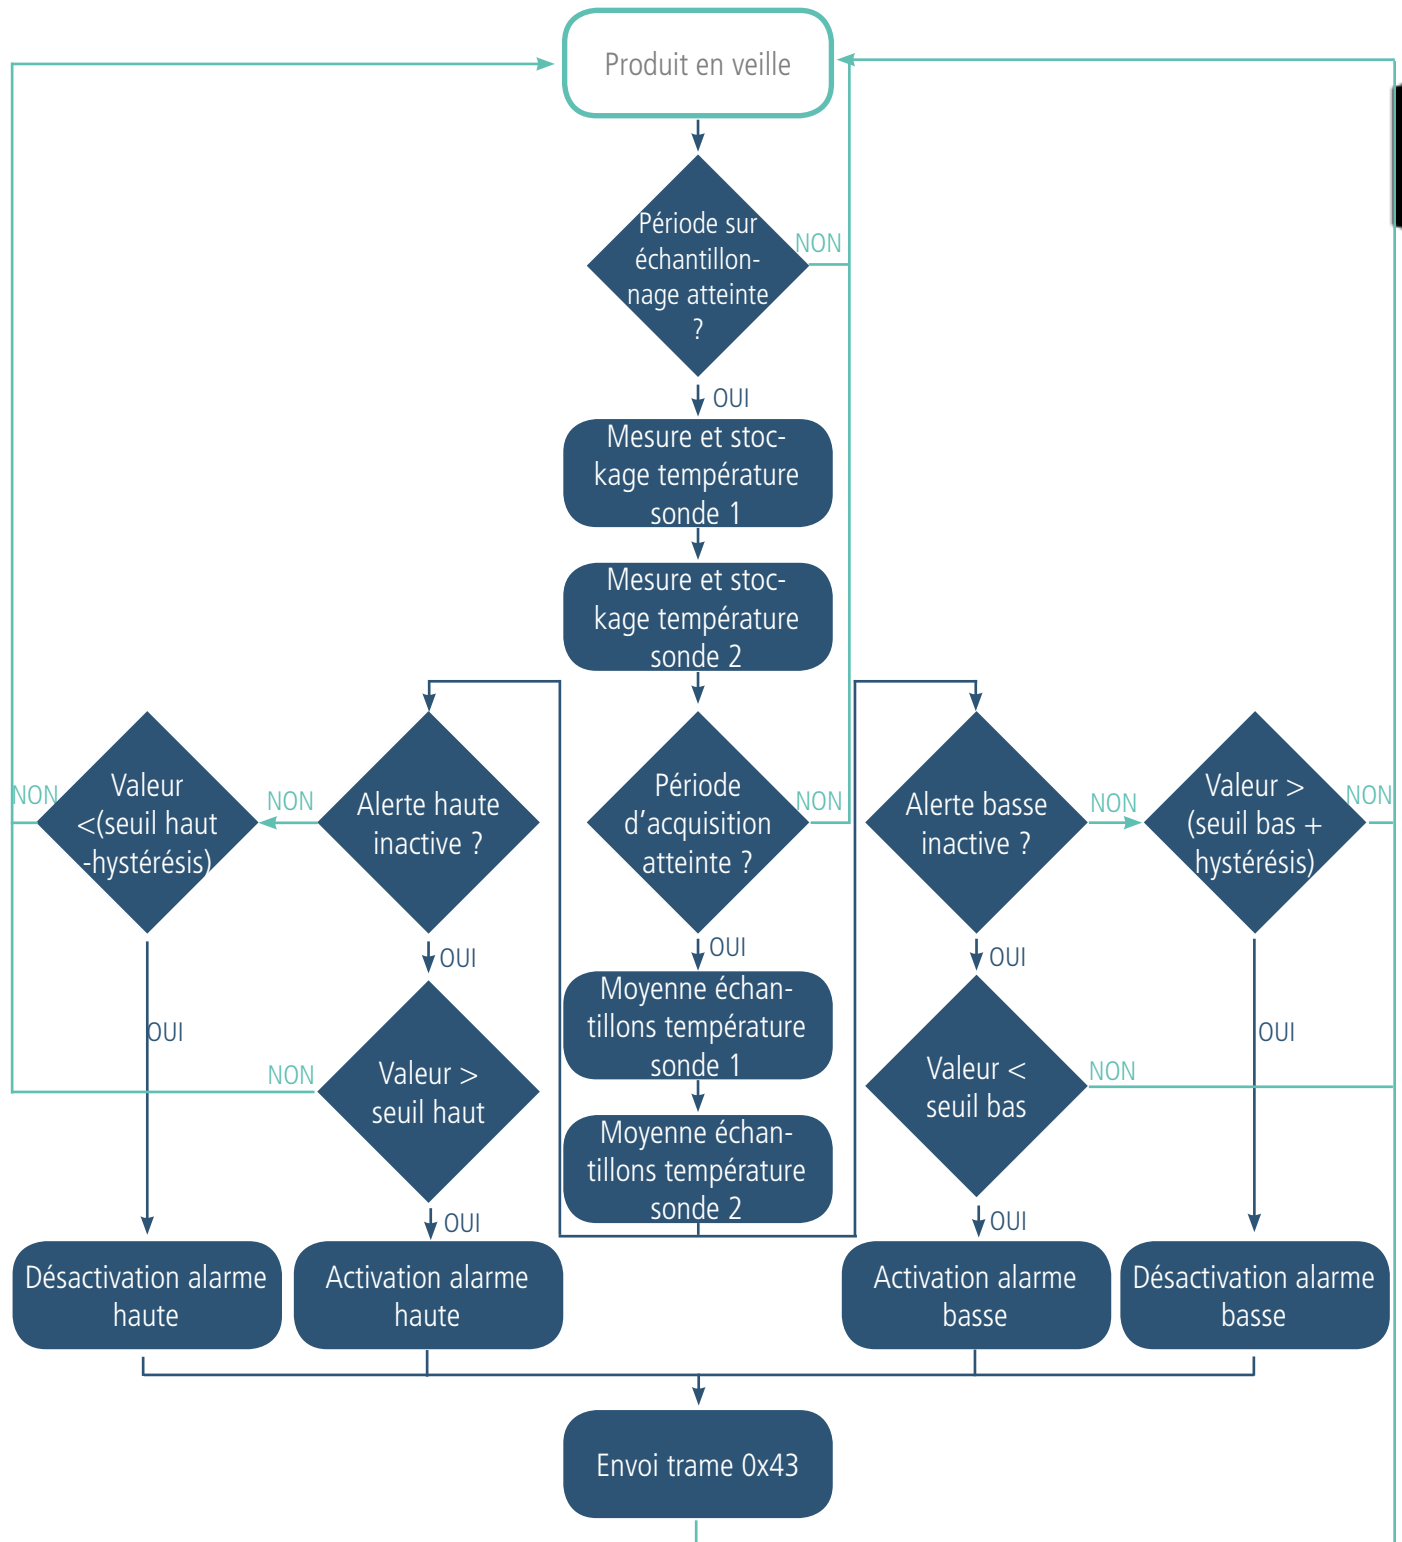 Produit en veille
Période sur
échantillon-
nage atteinte
?
NON
OUI
Mesure et stoc-
kage température
sonde 1
Mesure et stoc-
kage température
sonde 2
Valeur
<(seuil haut
-hystérésis)
NON
OUI
NON
Alerte haute
inactive ?
OUI
Période
d'acquisition
atteinte ?
NON
OUI
Alerte basse
inactive ?
NON
OUI
Valeur >
(seuil bas +
hystérésis)
NON
OUI
Moyenne échan-
tillons température
sonde 1
Moyenne échan-
tillons température
sonde 2
NON
Valeur >
seuil haut
OUI
Valeur <
seuil bas
NON
OUI
Désactivation alarme
haute
Activation alarme
haute
Activation alarme
basse
Désactivation alarme
basse
Envoi trame 0x43